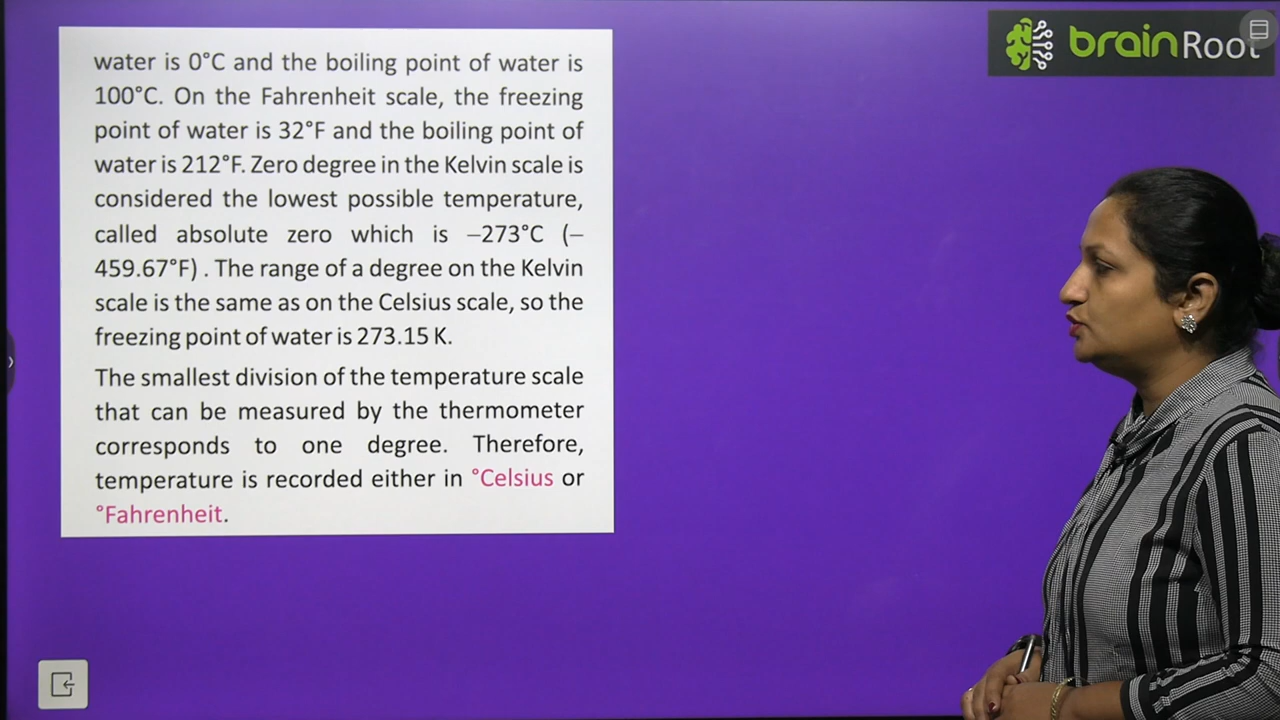 brainRoot
water is 0°C and the boiling point of water is
100°C. On the Fahrenheit scale, the freezing
point of water is 32°F and the boiling point of
water is 212°F. Zero degree in the Kelvin scale is
considered the lowest possible temperature,
called absolute zero which is –273°C (–
459.67°F) . The range of a degree on the Kelvin
scale is the same as on the Celsius scale, so the
freezing point of water is 273.15 K.
The smallest division of the temperature scale
that can be measured by the thermometer
corresponds to one degree. Therefore,
temperature is recorded either in °Celsius or
°Fahrenheit.